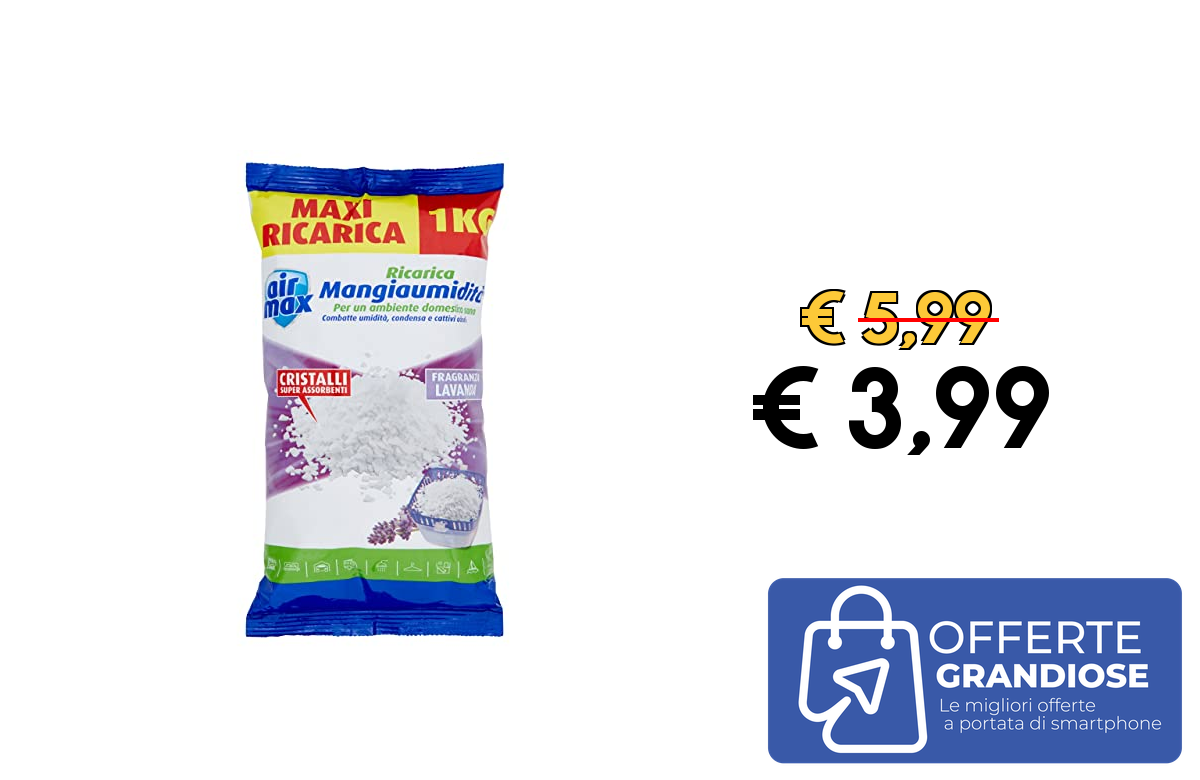 MAXI
RICARICA
1KG
air
max
Ricarica
Mangiaumidità
Per un ambiente domestico sano
Combatte umidità, condensa e cattivi odori.
CRISTALLI
SUPER ASSORBENTI
FRAGRANZA
LAVANDA
€ 5,99
€ 3,99
OFFERTE
GRANDIOSE
Le migliori offerte
a portata di smartphone